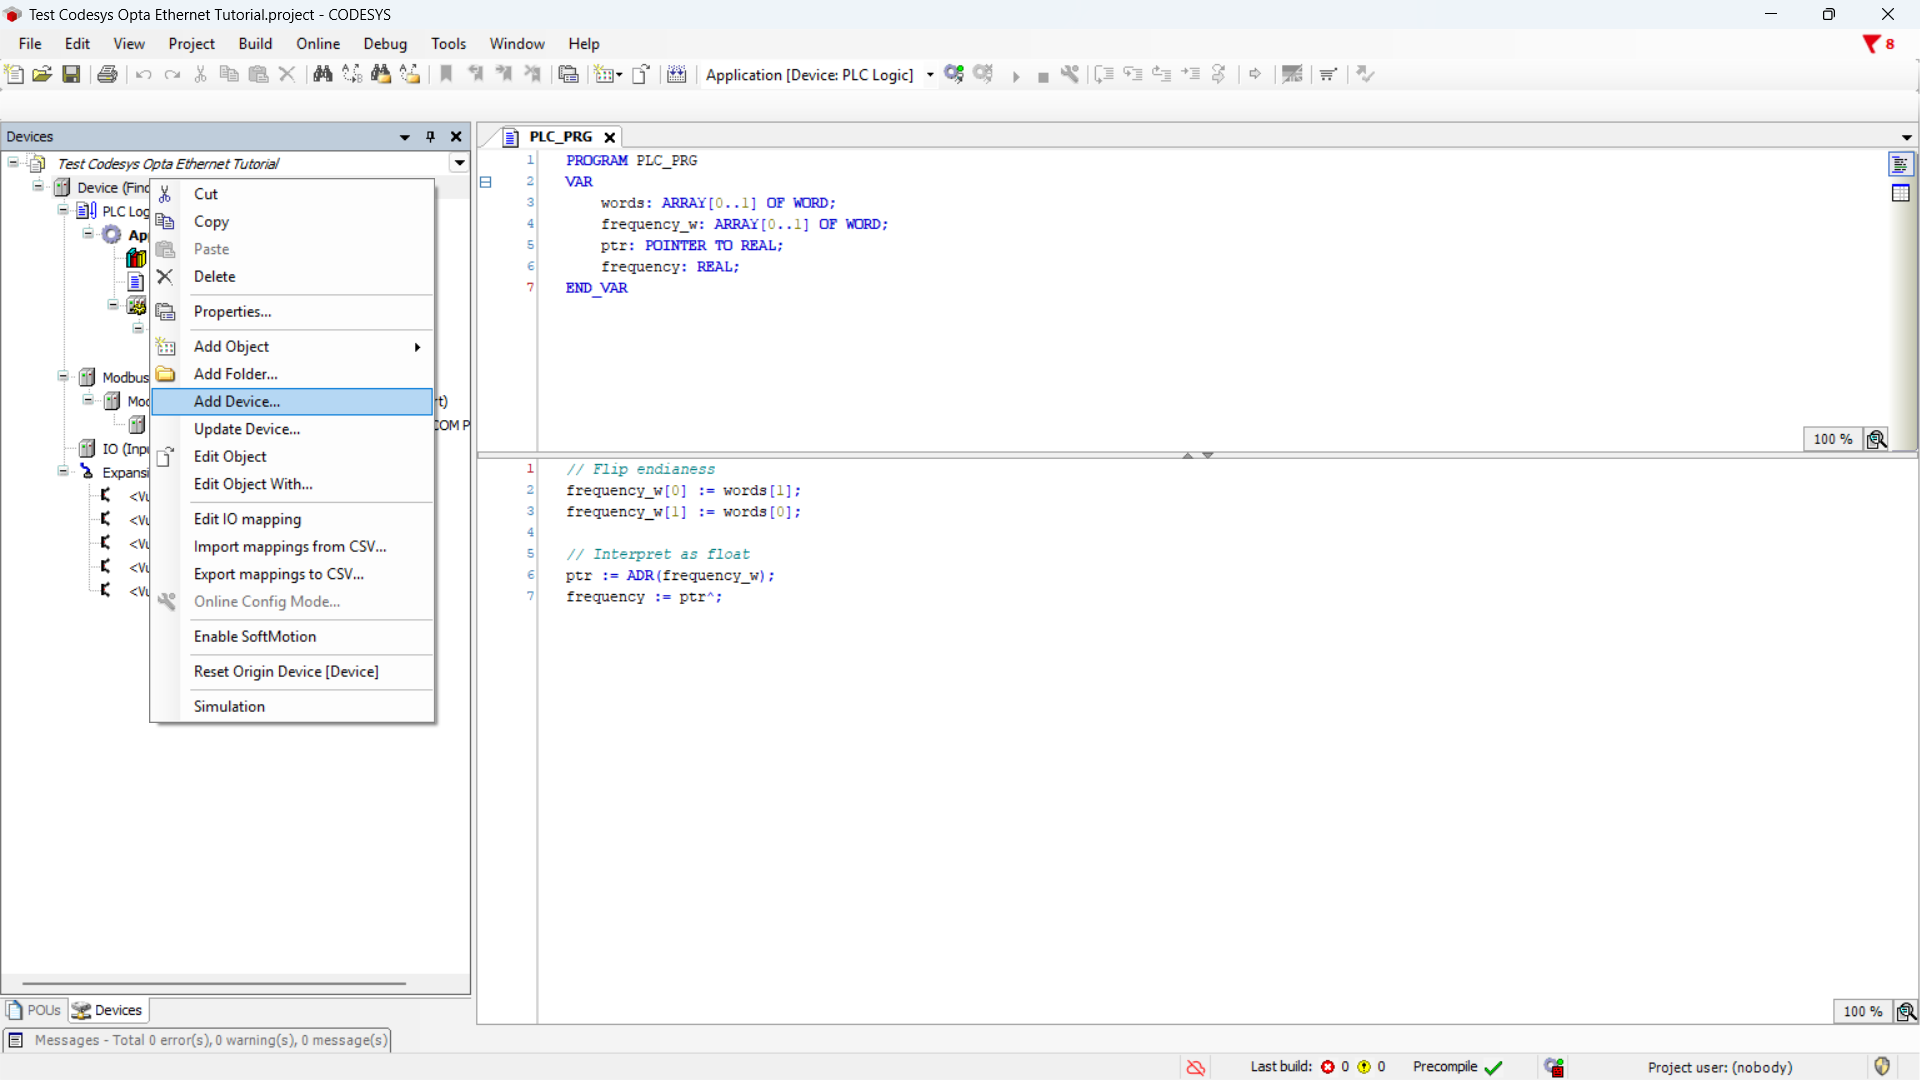 Test Codesys Opta Ethernet Tutorial.project - CODESYS
File Edit View Project Build Online Debug Tools Window Help
8
Application [Device: PLC Logic]
Devices
Test Codesys Opta Ethernet Tutorial
Device (Find
PLC Log
Ap
Modbus
Mod
t)
COM P
IO (Inpu
Expansi
<Vu
<Vu
<Vu
<Vu
<Vu
Cut
Copy
Paste
Delete
Properties...
Add Object
Add Folder...
Add Device...
Update Device...
Edit Object
Edit Object With...
Edit IO mapping
Import mappings from CSV...
Export mappings to CSV...
Online Config Mode...
Enable SoftMotion
Reset Origin Device [Device]
Simulation
PLC_PRG
1 PROGRAM PLC_PRG
2 VAR
3 words: ARRAY[0..1] OF WORD;
4 frequency_w: ARRAY[0..1] OF WORD;
5 ptr: POINTER TO REAL;
6 frequency: REAL;
7 END_VAR
100 %
1 // Flip endianess
2 frequency_w[0] := words[1];
3 frequency_w[1] := words[0];
4
5 // Interpret as float
6 ptr := ADR(frequency_w);
7 frequency := ptr^;
100 %
POUs Devices
Messages - Total 0 error(s), 0 warning(s), 0 message(s)
Last build: 0 0 Precompile Project user: (nobody)